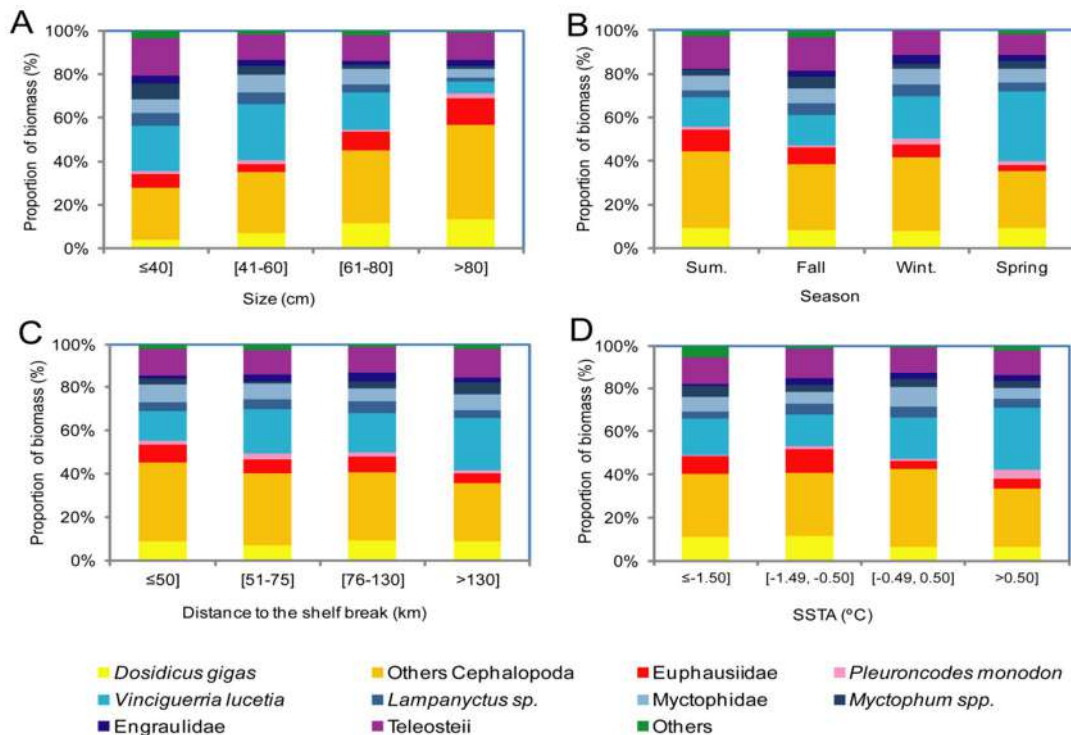 A
Proportion of biomass (%)
100%
80%
60%
40%
20%
0%
≤40] [41-60] [61-80] >80]
Size (cm)
B
Proportion of biomass (%)
100%
80%
60%
40%
20%
0%
Sum. Fall Wint. Spring
Season
C
Proportion of biomass (%)
100%
80%
60%
40%
20%
0%
≤50] [51-75] [76-130] >130]
Distance to the shelf break (km)
D
Proportion of biomass (%)
100%
80%
60%
40%
20%
0%
≤-1.50] [-1.49, -0.50] [-0.49, 0.50] >0.50]
SSTA (ºC)
Dosidicus gigas Others Cephalopoda Euphausiidae Pleuroncodes monodon
Vinciguerria lucetia Lampanyctus sp. Myctophidae Myctophum spp.
Engraulidae Teleosteii Others